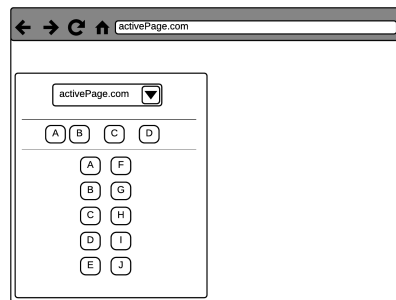 activePage.com
activePage.com
A B C D
A F
B G
C H
D I
E J